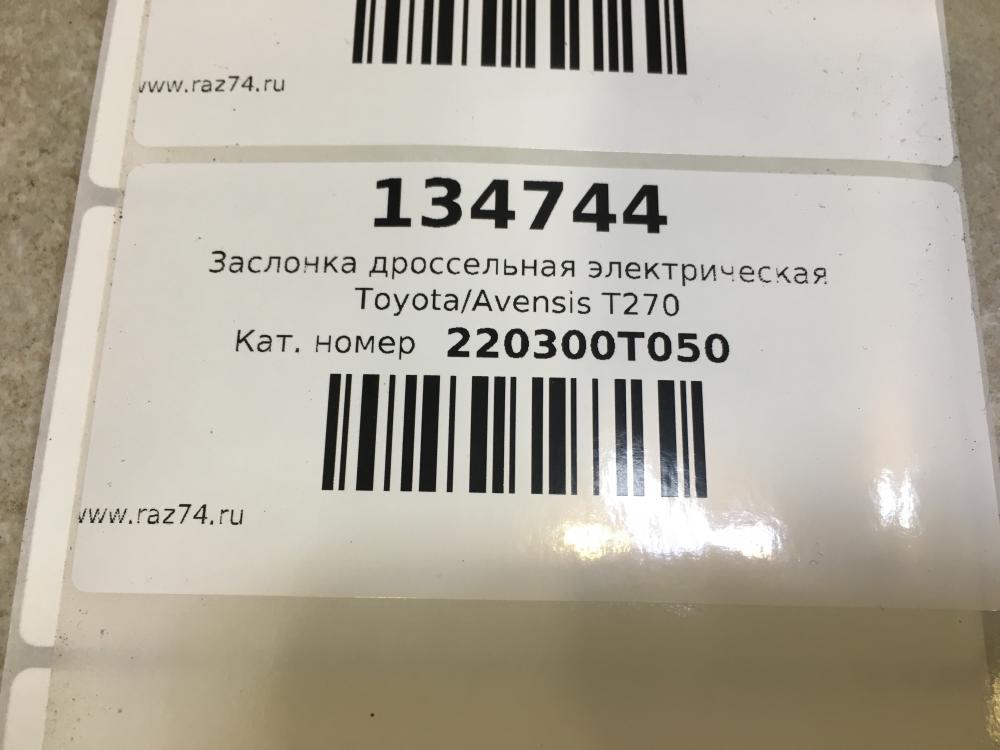 www.raz74.ru
134744
Заслонка дроссельная электрическая
Toyota/Avensis T270
Кат. номер 220300T050
www.raz74.ru